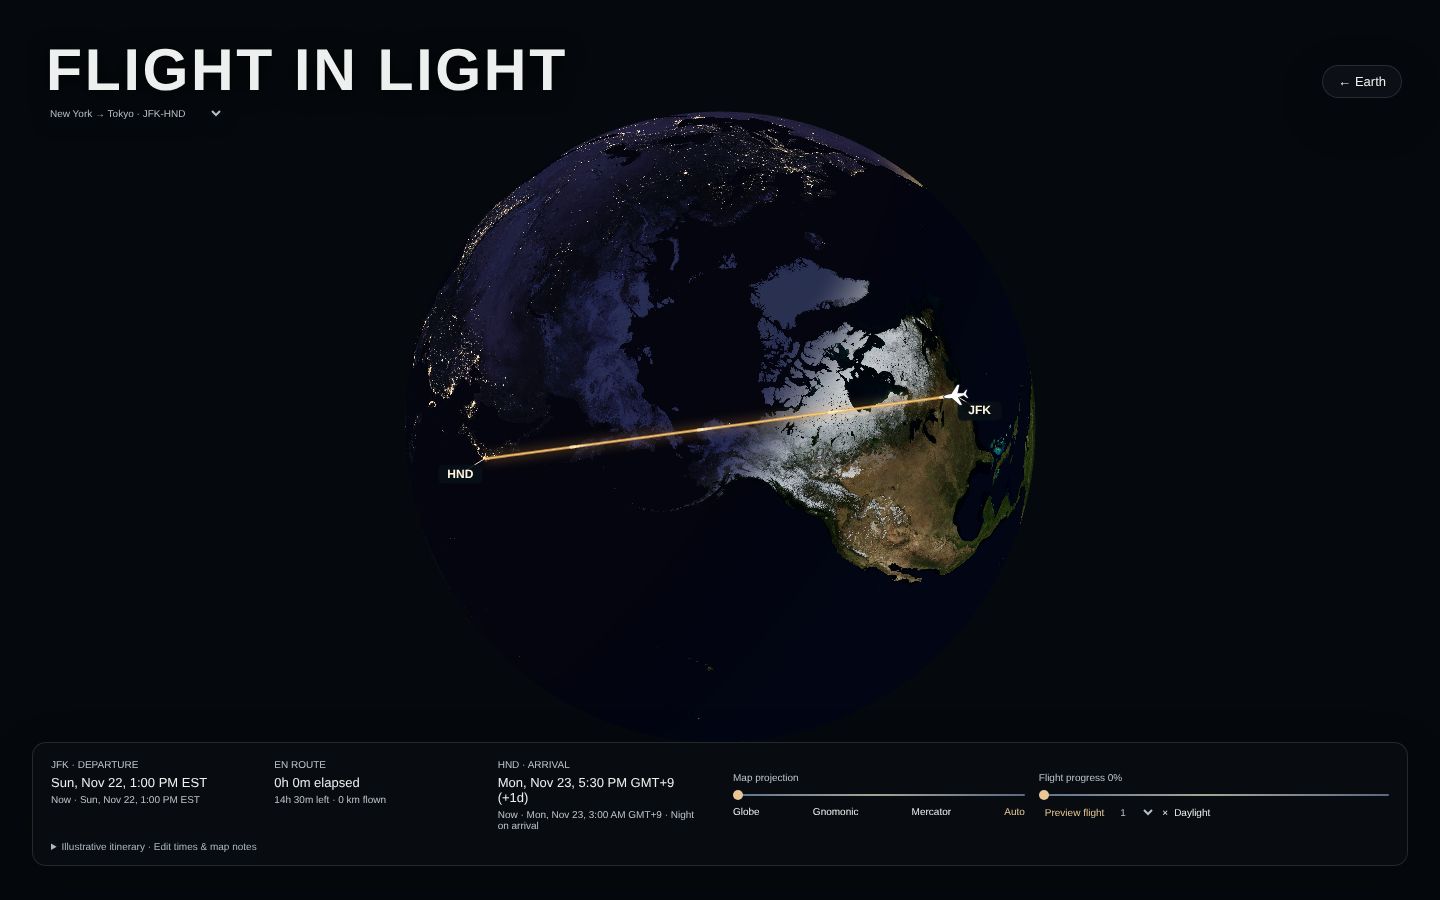 FLIGHT IN LIGHT
← Earth
New York → Tokyo · JFK-HND
JFK
HND
JFK · DEPARTURE
Sun, Nov 22, 1:00 PM EST
Now · Sun, Nov 22, 1:00 PM EST
EN ROUTE
0h 0m elapsed
14h 30m left · 0 km flown
HND · ARRIVAL
Mon, Nov 23, 5:30 PM GMT+9
(+1d)
Now · Mon, Nov 23, 3:00 AM GMT+9 · Night
on arrival
Map projection
Globe Gnomonic Mercator Auto
Flight progress 0%
Preview flight 1 × Daylight
▶ Illustrative itinerary · Edit times & map notes